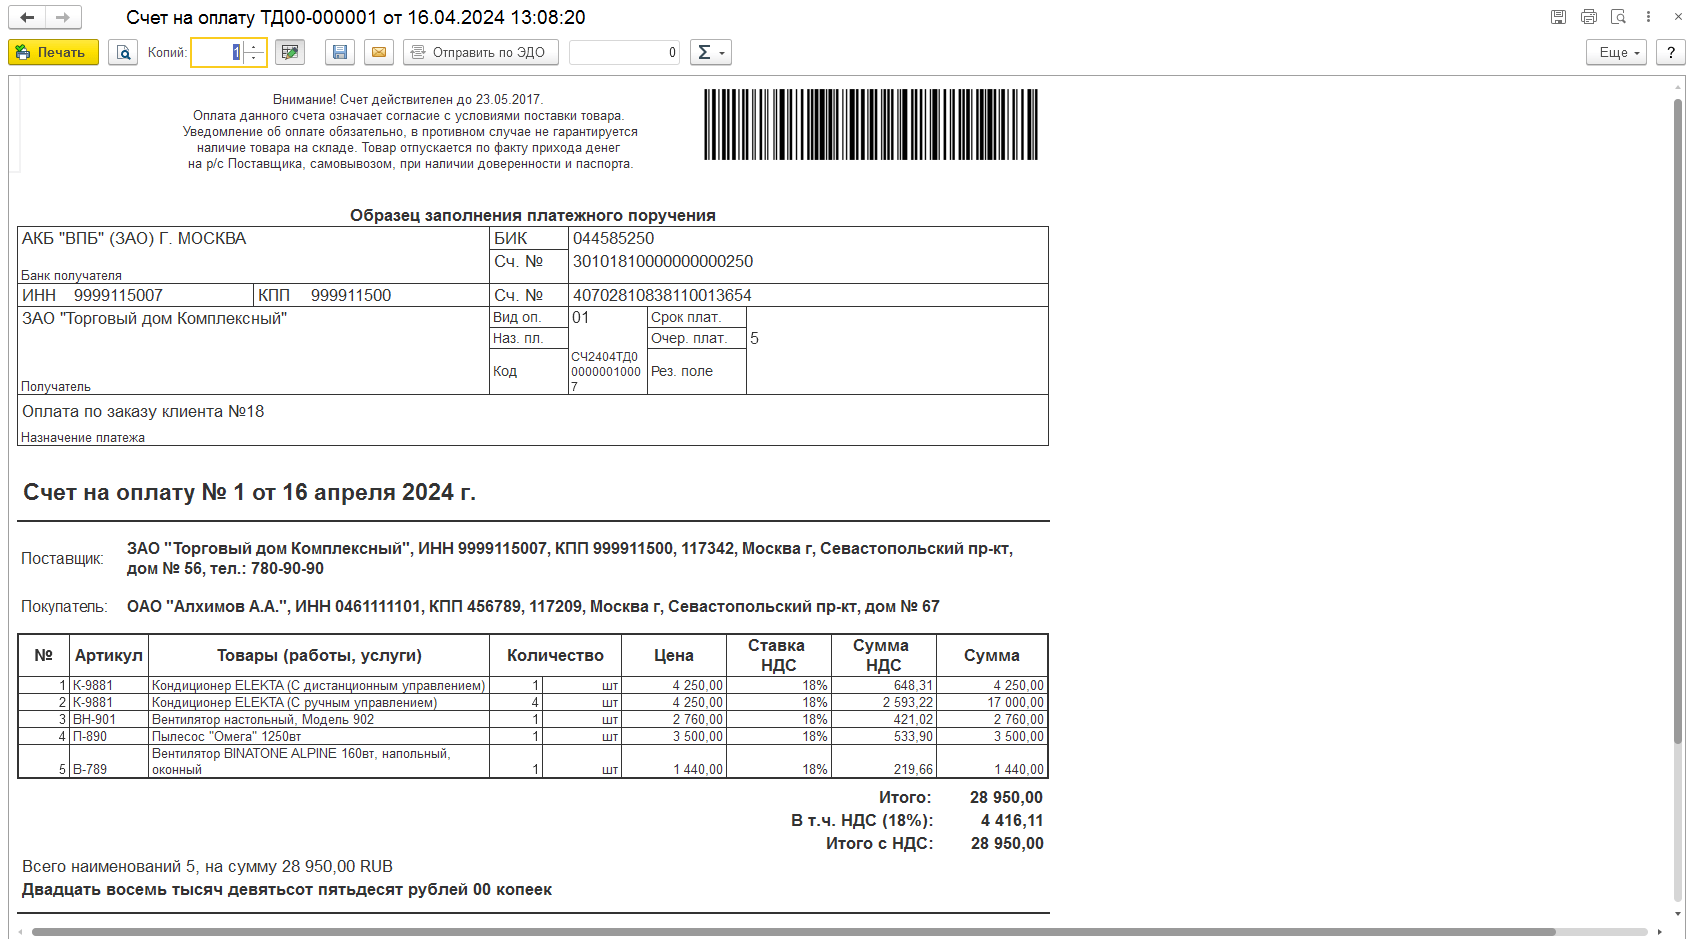 Счет на оплату ТД00-000001 от 16.04.2024 13:08:20
Печать Копий: 1 Отправить по ЭДО 0 Σ Еще ?
Внимание! Счет действителен до 23.05.2017.
Оплата данного счета означает согласие с условиями поставки товара.
Уведомление об оплате обязательно, в противном случае не гарантируется
наличие товара на складе. Товар отпускается по факту прихода денег
на р/с Поставщика, самовывозом, при наличии доверенности и паспорта.
Образец заполнения платежного поручения
АКБ "ВПБ" (ЗАО) Г. МОСКВА БИК 044585250
Сч. № 30101810000000000250
Банк получателя
ИНН 9999115007 КПП 999911500 Сч. № 40702810838110013654
ЗАО "Торговый дом Комплексный" Вид оп. 01 Срок плат.
Наз. пл. Очер. плат. 5
Код СЧ2404ТД0
00000010007 Рез. поле
Получатель
Оплата по заказу клиента №18
Назначение платежа
Счет на оплату № 1 от 16 апреля 2024 г.
Поставщик: ЗАО "Торговый дом Комплексный", ИНН 9999115007, КПП 999911500, 117342, Москва г, Севастопольский пр-кт,
дом № 56, тел.: 780-90-90
Покупатель: ОАО "Алхимов А.А.", ИНН 0461111101, КПП 456789, 117209, Москва г, Севастопольский пр-кт, дом № 67
№ Артикул Товары (работы, услуги) Количество Цена Ставка НДС Сумма НДС Сумма
1 К-9881 Кондиционер ELEKTA (С дистанционным управлением) 1 шт 4 250,00 18% 648,31 4 250,00
2 К-9881 Кондиционер ELEKTA (С ручным управлением) 4 шт 4 250,00 18% 2 593,22 17 000,00
3 ВН-901 Вентилятор настольный, Модель 902 1 шт 2 760,00 18% 421,02 2 760,00
4 П-890 Пылесос "Омега" 1250вт 1 шт 3 500,00 18% 533,90 3 500,00
Вентилятор BINATONE ALPINE 160вт, напольный,
5 В-789 оконный 1 шт 1 440,00 18% 219,66 1 440,00
Итого: 28 950,00
В т.ч. НДС (18%): 4 416,11
Итого с НДС: 28 950,00
Всего наименований 5, на сумму 28 950,00 RUB
Двадцать восемь тысяч девятьсот пятьдесят рублей 00 копеек